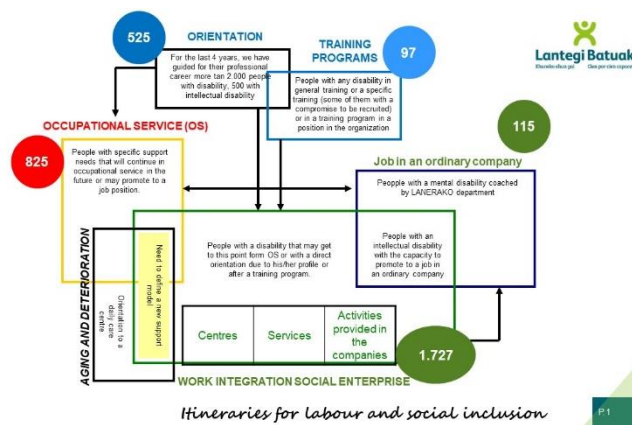 525
ORIENTATION
For the last 4 years, we have
guided for their professional
career more tan 2.000 people
with disability, 500 with
intellectual disability
TRAINING
PROGRAMS
97
People with any disability in
general training or a specific
training (some of them with a
compromise to be recruited)
or in a training program in a
position in the organization
Lantegi Batuak
OCCUPATIONAL SERVICE (OS)
825
People with specific support
needs that will continue in
occupational service in the
future or may promote to a
job position.
115
Job in an ordinary company
People with a mental disability coached
by LANERAKO department
People with an
intellectual disability
with the capacity to
promote to a job in
an ordinary company
People with a disability that may get
to this point form OS or with a direct
orientation due to his/her profile or
after a training program.
AGING AND DETERIORATION
Need to define a new support
model
Orientation to a
daily care
centre
Centres
Services
Activities
provided in
the
companies
1.727
WORK INTEGRATION SOCIAL ENTERPRISE
Itineraries for labour and social inclusion
P.1